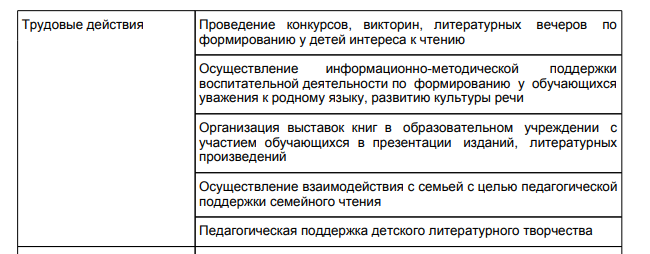 Трудовые действия
Проведение конкурсов, викторин, литературных вечеров по
формированию у детей интереса к чтению
Осуществление информационно-методической поддержки
воспитательной деятельности по формированию у обучающихся
уважения к родному языку, развитию культуры речи
Организация выставок книг в образовательном учреждении с
участием обучающихся в презентации изданий, литературных
произведений
Осуществление взаимодействия с семьей с целью педагогической
поддержки семейного чтения
Педагогическая поддержка детского литературного творчества